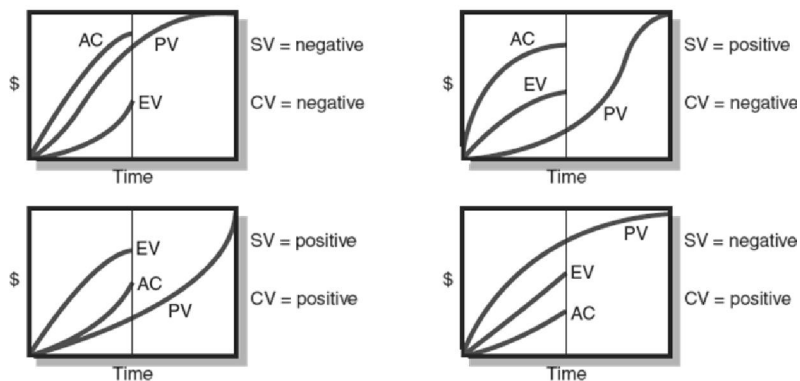 AC
PV
SV = negative
$
EV
CV = negative
Time
AC
SV = positive
$
EV
CV = negative
PV
Time
EV
SV = positive
$
AC
CV = positive
PV
Time
PV
SV = negative
$
EV
CV = positive
AC
Time